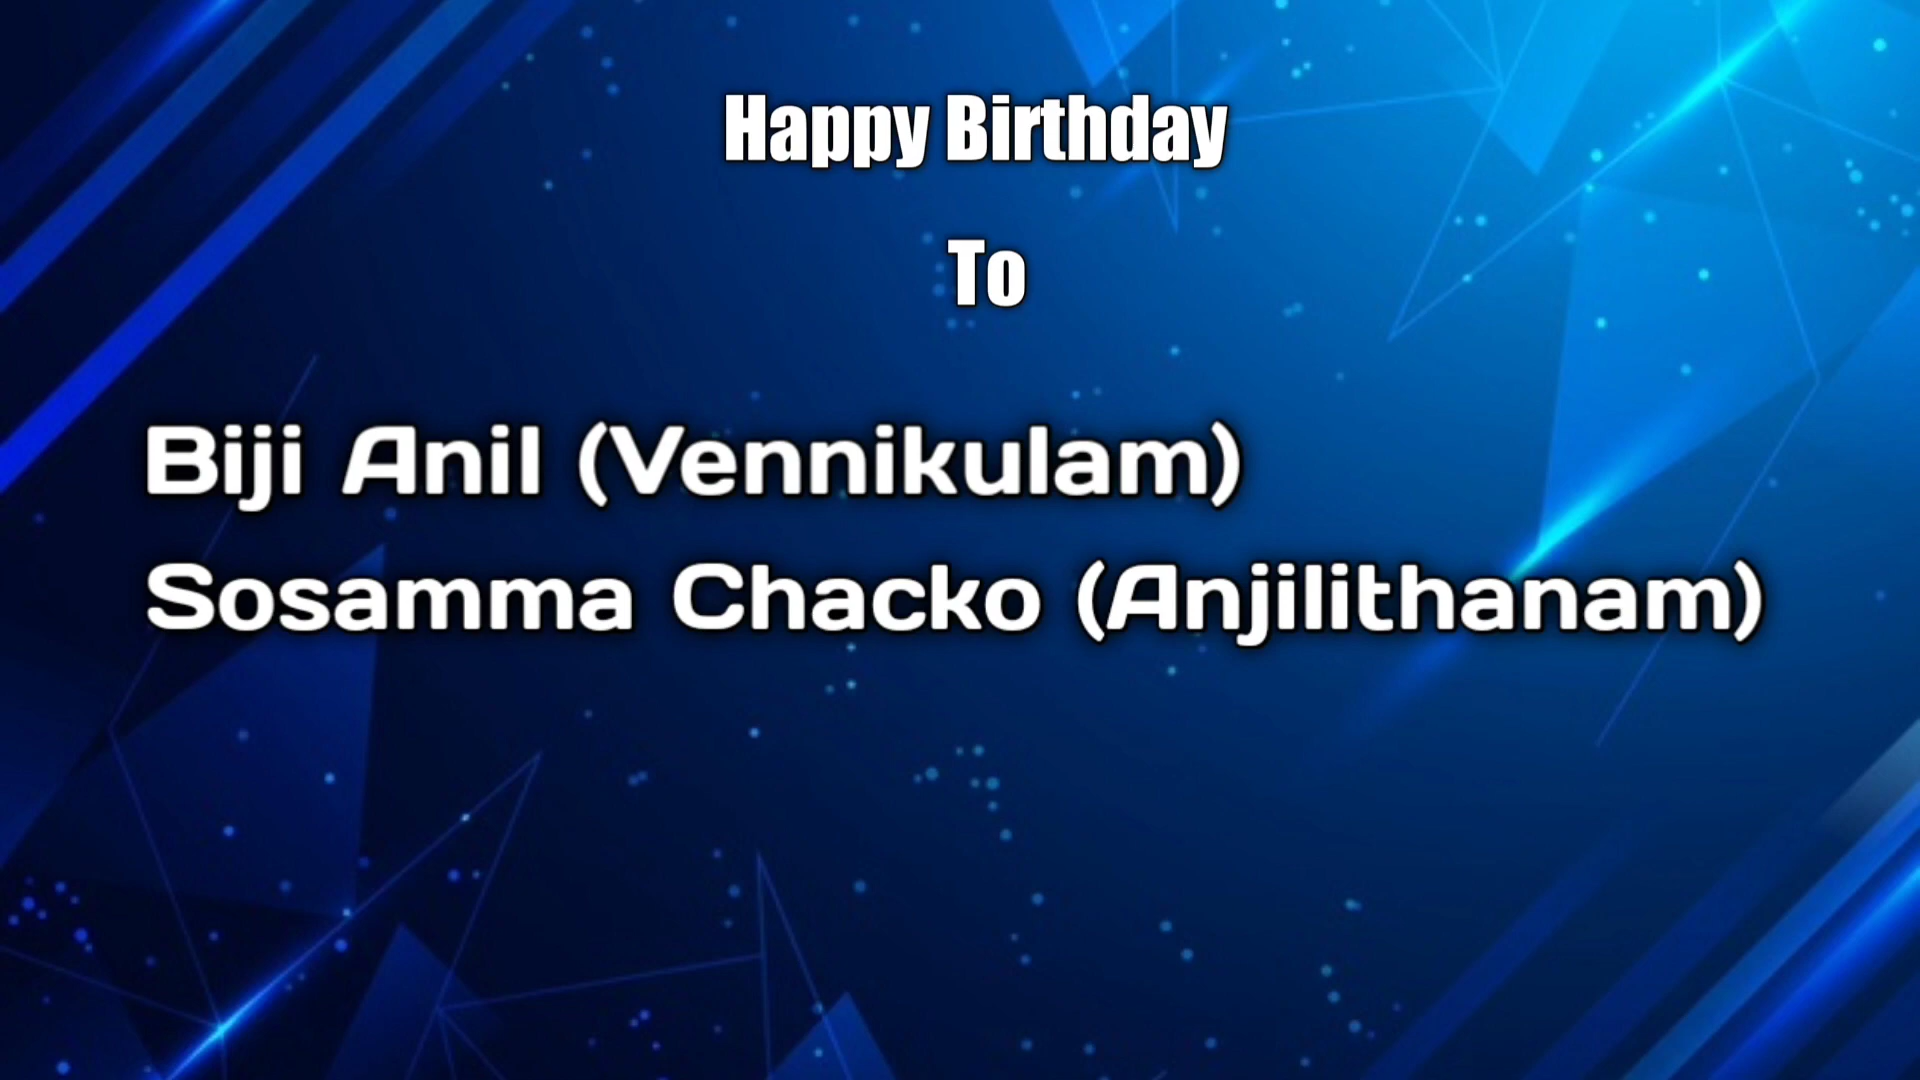 Happy Birthday
To
Biji Anil (Vennikulam)
Sosamma Chacko (Anjilithanam)